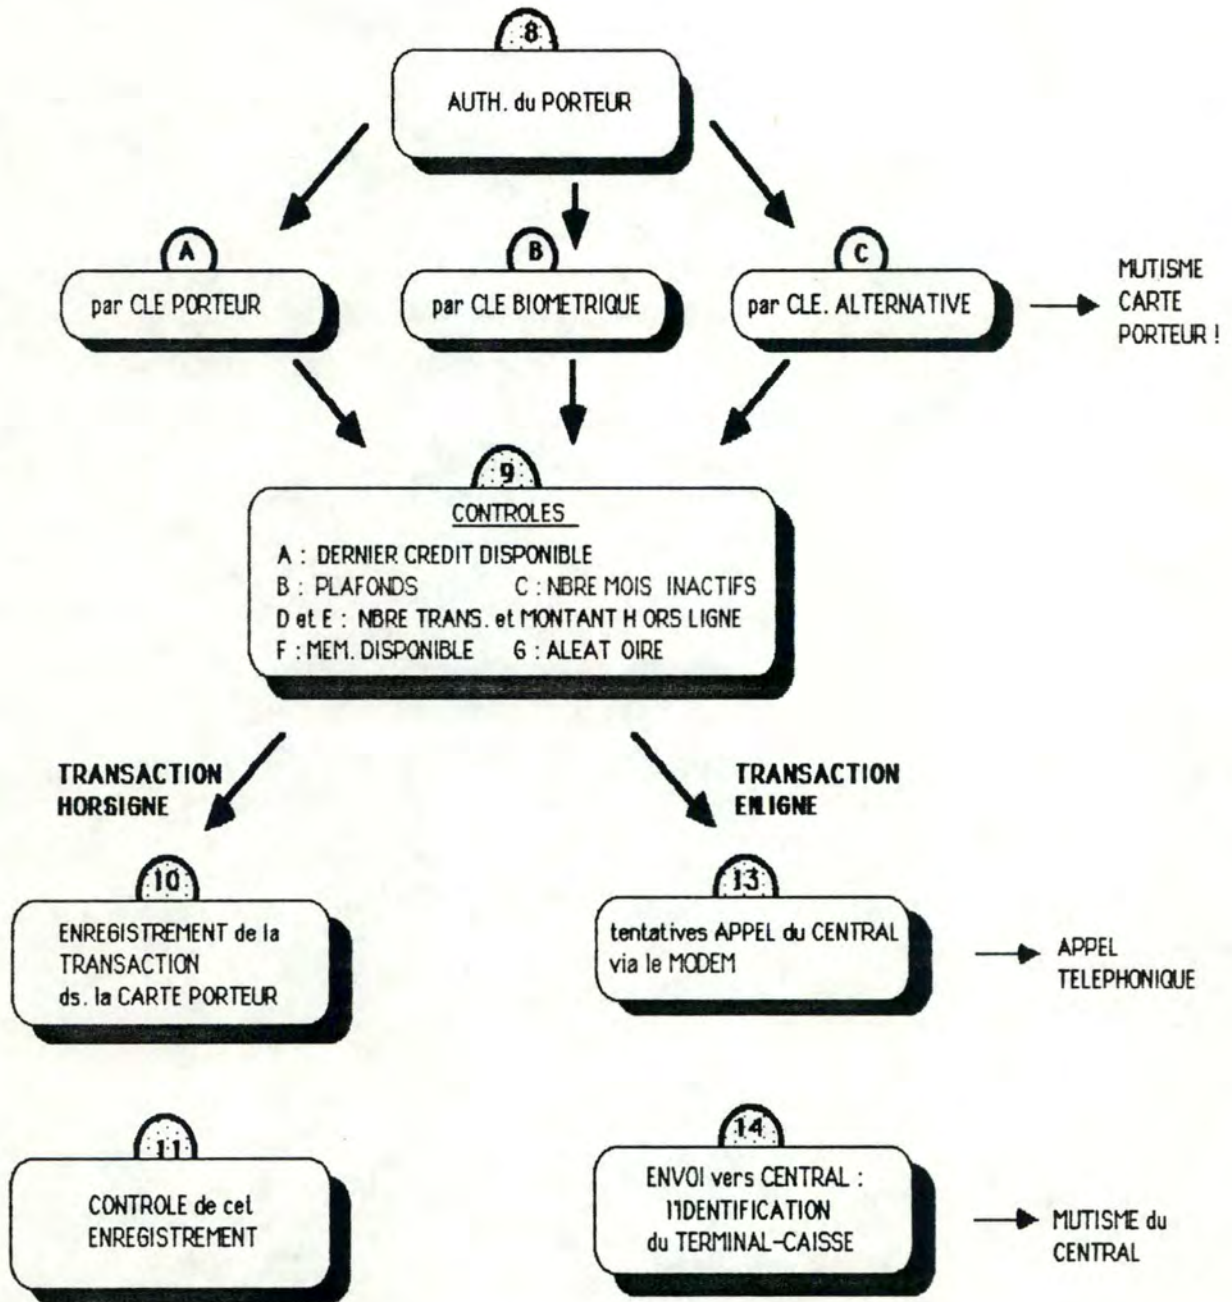 8
AUTH. du PORTEUR
A
B
C
par CLE PORTEUR
par CLE BIOMETRIQUE
par CLE. ALTERNATIVE
MUTISME
CARTE
PORTEUR !
9
CONTROLES
A : DERNIER CREDIT DISPONIBLE
B : PLAFONDS C : NBRE MOIS INACTIFS
D et E : NBRE TRANS. et MONTANT H ORS LIGNE
F : MEM. DISPONIBLE G : ALEAT OIRE
TRANSACTION
HORSIGNE
TRANSACTION
ENLIGNE
10
ENREGISTREMENT de la
TRANSACTION
ds. la CARTE PORTEUR
13
tentatives APPEL du CENTRAL
via le MODEM
APPEL
TELEPHONIQUE
11
CONTROLE de cet
ENREGISTREMENT
14
ENVOI vers CENTRAL :
l'IDENTIFICATION
du TERMINAL-CAISSE
MUTISME du
CENTRAL